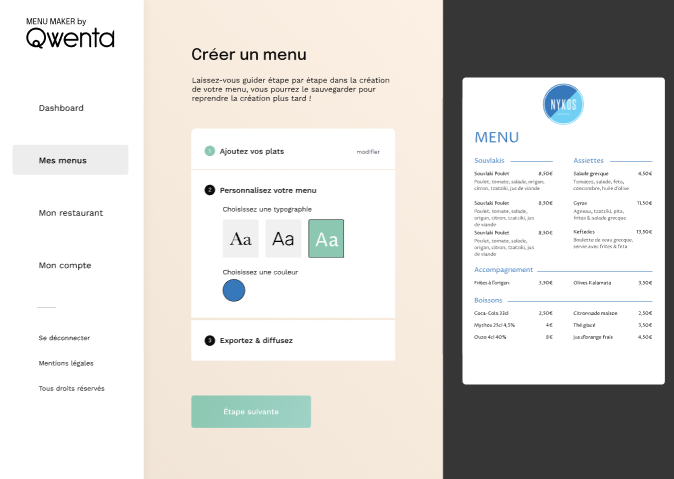 MENU MAKER by
Qwenta
Dashboard
Mes menus
Mon restaurant
Mon compte
Se déconnecter
Mentions légales
Tous droits réservés
Créer un menu
Laissez-vous guider étape par étape dans la création
de votre menu, vous pourrez le sauvegarder pour
reprendre la création plus tard !
1 Ajoutez vos plats modifier
2 Personnalisez votre menu
Choisissez une typographie
Aa Aa Aa
Choisissez une couleur
3 Exportez & diffusez
Étape suivante
NYKOS
MENU
Souvlakis
Souvlaki Poulet 8,50€
Poulet, tomate, salade, origan,
citron, tzatziki, jus de viande
Souvlaki Poulet 8,50€
Poulet, tomate, salade,
origan, citron, tzatziki, jus
de viande
Souvlaki Poulet 8,50€
Poulet, tomate, salade,
origan, citron, tzatziki, jus
de viande
Assiettes
Salade grecque 4,50€
Tomates, salade, feta,
concombre, huile d'olive
Gyros 11,50€
Agneau, tzatziki, pita,
frites & salade grecque
Keftedes 13,50€
Boulette de veau grecque,
servie avec frites & feta
Accompagnement
Frites à l'origan 3,50€ Olives Kalamata 3,50€
Boissons
Coca-Cola 33cl 2,50€ Citronnade maison 2,50€
Mythos 25cl 4,5% 4€ Thé glacé 3,50€
Ouzo 4cl 40% 8€ Jus d'orange frais 4,50€